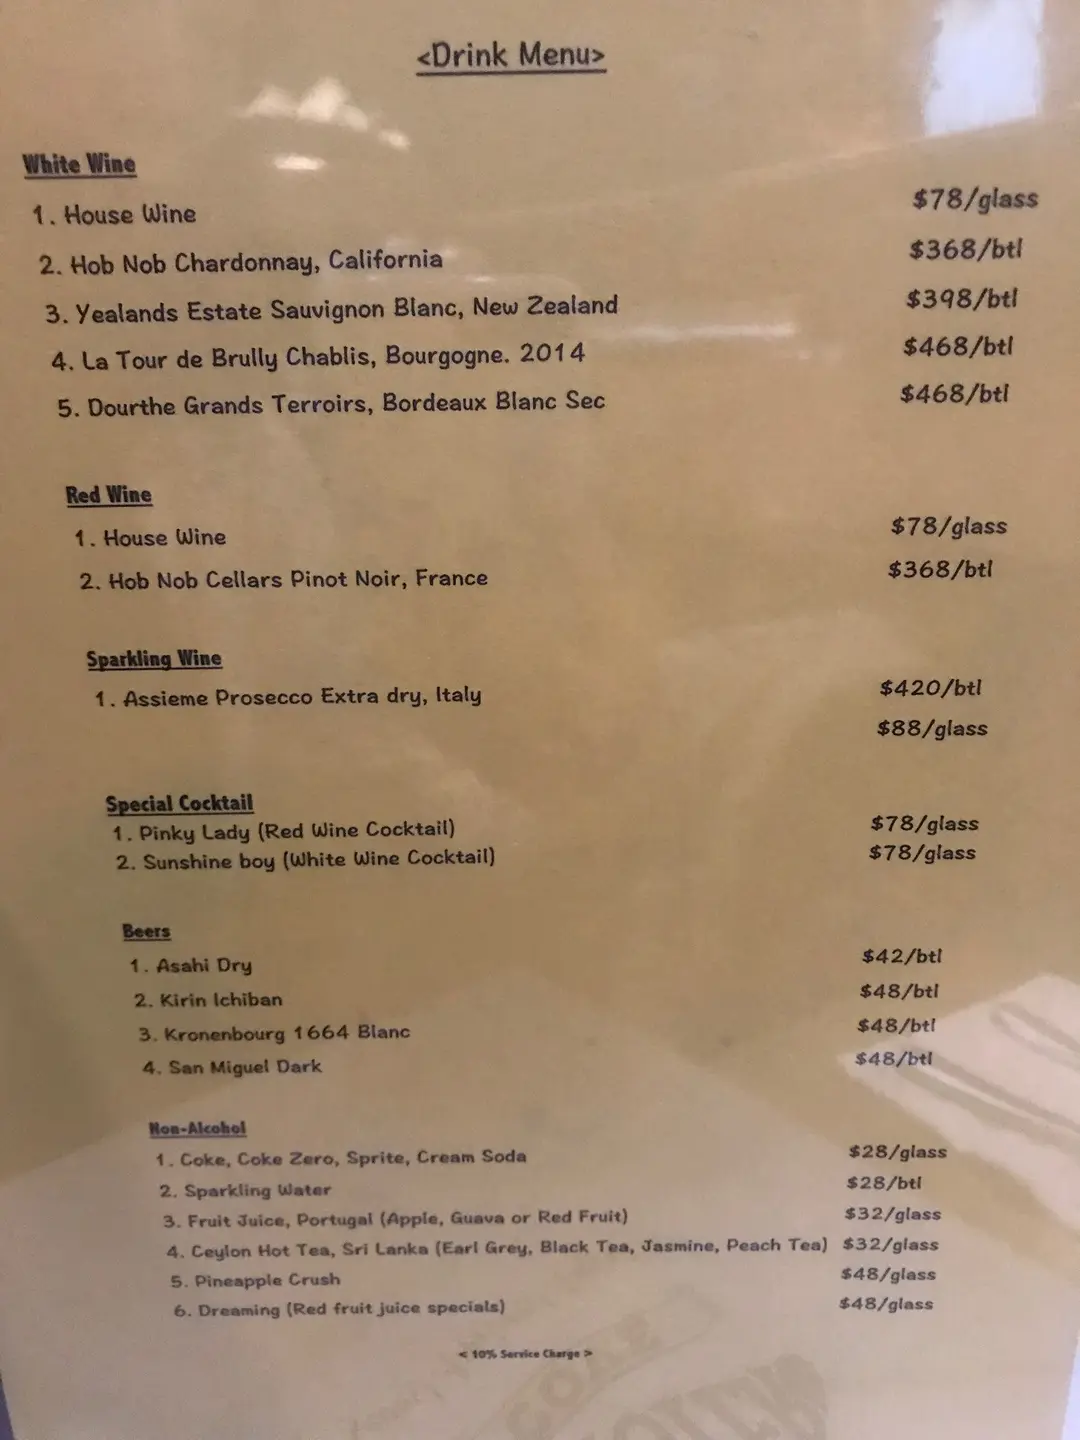 <Drink Menu>
White Wine
1. House Wine $78/glass
2. Hob Nob Chardonnay, California $368/btl
3. Yealands Estate Sauvignon Blanc, New Zealand $398/btl
4. La Tour de Brully Chablis, Bourgogne. 2014 $468/btl
5. Dourthe Grands Terroirs, Bordeaux Blanc Sec $468/btl
Red Wine
1. House Wine $78/glass
2. Hob Nob Cellars Pinot Noir, France $368/btl
Sparkling Wine
1. Assieme Prosecco Extra dry, Italy $420/btl
$88/glass
Special Cocktail
1. Pinky Lady (Red Wine Cocktail) $78/glass
2. Sunshine boy (White Wine Cocktail) $78/glass
Beers
1. Asahi Dry $42/btl
2. Kirin Ichiban $48/btl
3. Kronenbourg 1664 Blanc $48/btl
4. San Miguel Dark $48/btl
Non-Alcohol
1. Coke, Coke Zero, Sprite, Cream Soda $28/glass
2. Sparkling Water $28/btl
3. Fruit Juice, Portugal (Apple, Guava or Red Fruit) $32/glass
4. Ceylon Hot Tea, Sri Lanka (Earl Grey, Black Tea, Jasmine, Peach Tea) $32/glass
5. Pineapple Crush $48/glass
6. Dreaming (Red fruit juice specials) $48/glass
< 10% Service Charge >